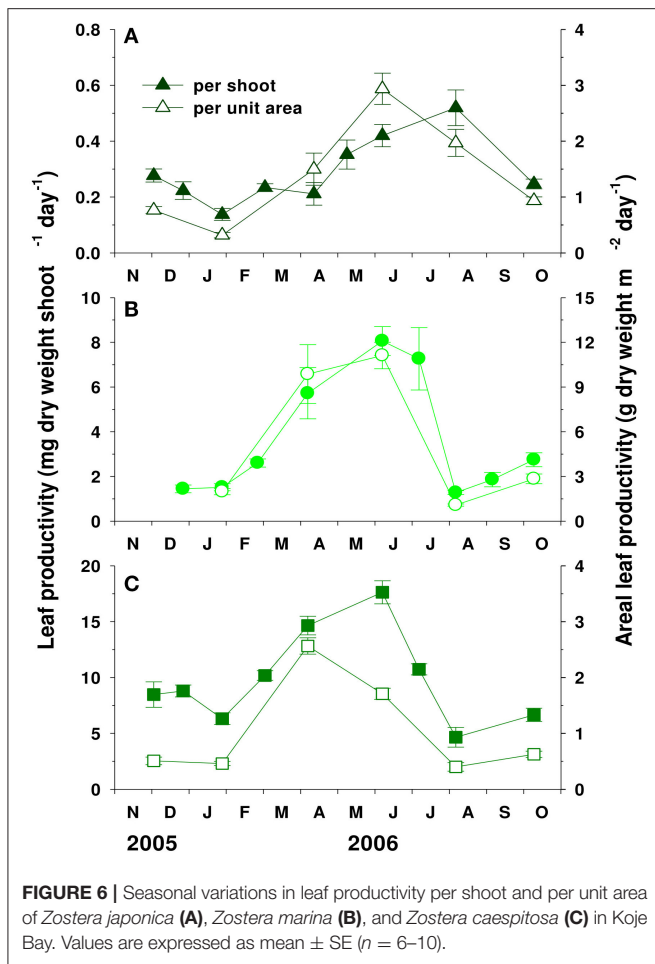 A
per shoot
per unit area
0.8
0.6
0.4
0.2
0.0
4
3
2
1
0
N D J F M A M J J A S O
B
10
8
6
4
2
0
15
12
9
6
3
0
N D J F M A M J J A S O
C
20
15
10
5
0
4
3
2
1
0
N D J F M A M J J A S O
2005 2006
Leaf productivity (mg dry weight shoot -1 day-1)
Areal leaf productivity (g dry weight m -2 day-1)
FIGURE 6 | Seasonal variations in leaf productivity per shoot and per unit area
of Zostera japonica (A), Zostera marina (B), and Zostera caespitosa (C) in Koje
Bay. Values are expressed as mean ± SE (n = 6–10).